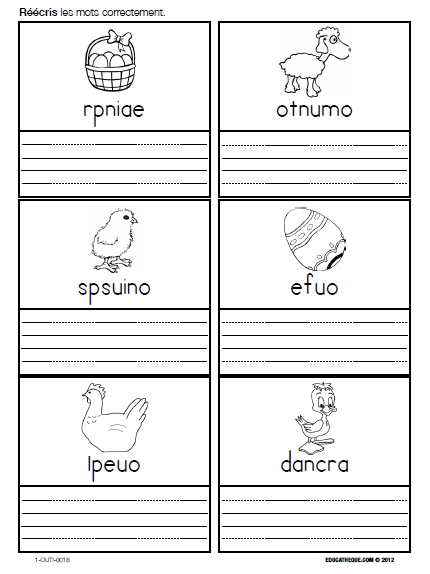 Réécris les mots correctement.
rpniae
otnumo
spsuino
efuo
lpeuo
dancra
1-OUTI-0018
EDUCATHEQUE.COM © 2012